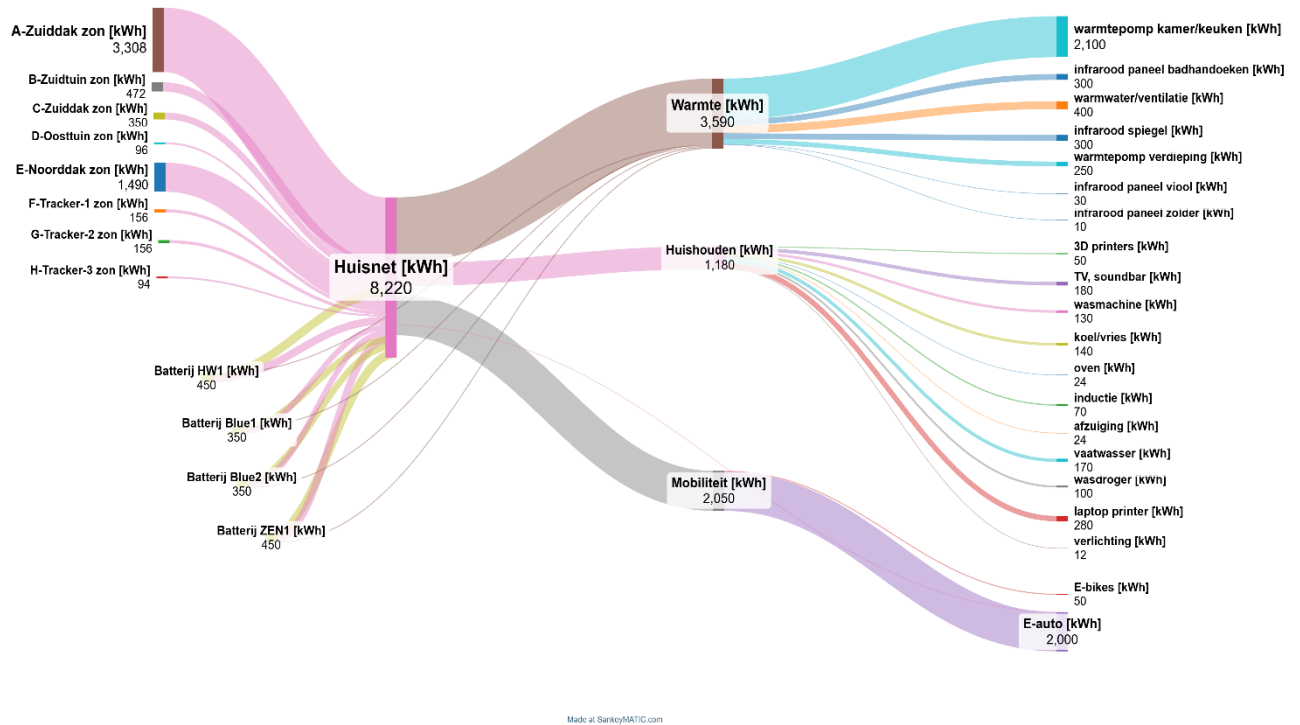 A-Zuiddak zon [kWh]
3,308
B-Zuidtuin zon [kWh]
472
C-Zuiddak zon [kWh]
350
D-Oosttuin zon [kWh]
96
E-Noorddak zon [kWh]
1,490
F-Tracker-1 zon [kWh]
156
G-Tracker-2 zon [kWh]
156
H-Tracker-3 zon [kWh]
94
Huisnet [kWh]
8,220
Batterij HW1 [kWh]
450
Batterij Blue1 [kWh]
350
Batterij Blue2 [kWh]
350
Batterij ZEN1 [kWh]
450
Warmte [kWh]
3,590
Huishouden [kWh]
1,180
Mobiliteit [kWh]
2,050
warmtepomp kamer/keuken [kWh]
2,100
infrarood paneel badhandoeken [kWh]
300
warmwater/ventilatie [kWh]
400
infrarood spiegel [kWh]
300
warmtepomp verdieping [kWh]
250
infrarood paneel viool [kWh]
30
infrarood paneel zolder [kWh]
10
3D printers [kWh]
50
TV, soundbar [kWh]
180
wasmachine [kWh]
130
koel/vries [kWh]
140
oven [kWh]
24
inductie [kWh]
70
afzuiging [kWh]
24
vaatwasser [kWh]
170
wasdroger [kWh]
100
laptop printer [kWh]
280
verlichting [kWh]
12
E-bikes [kWh]
50
E-auto [kWh]
2,000
Made at SankeyMATIC.com